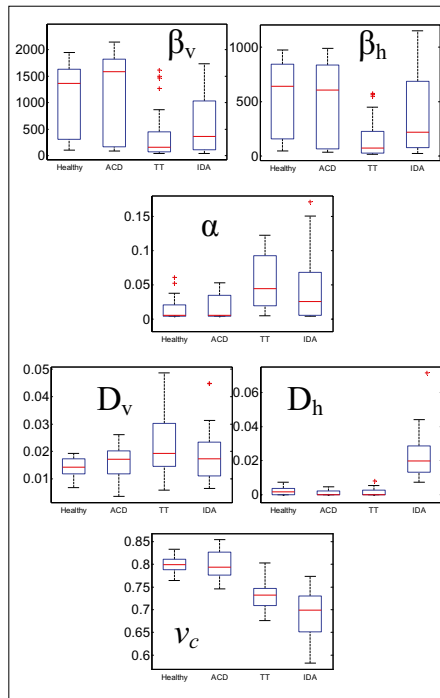 β_v
2000
1500
1000
500
0
Healthy ACD TT IDA
β_h
1000
500
0
Healthy ACD TT IDA
α
0.15
0.1
0.05
0
Healthy ACD TT IDA
D_v
0.05
0.04
0.03
0.02
0.01
Healthy ACD TT IDA
D_h
0.06
0.04
0.02
0
Healthy ACD TT IDA
0.85
0.8
0.75
0.7
0.65
0.6
v_c
Healthy ACD TT IDA